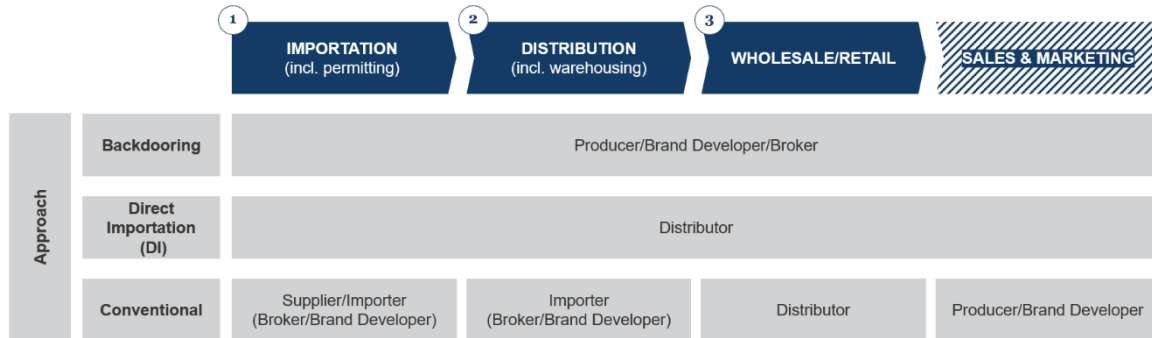 1
IMPORTATION
(incl. permitting)
2
DISTRIBUTION
(incl. warehousing)
3
WHOLESALE/RETAIL
SALES & MARKETING
Approach
Backdooring
Producer/Brand Developer/Broker
Direct
Importation
(DI)
Distributor
Conventional
Supplier/Importer
(Broker/Brand Developer)
Importer
(Broker/Brand Developer)
Distributor
Producer/Brand Developer